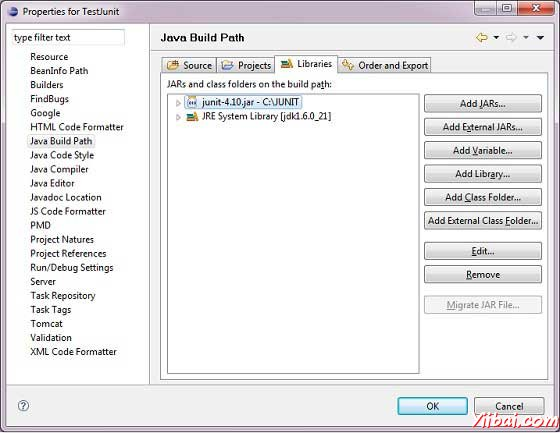 Properties for TestJunit
type filter text
Resource
BeanInfo Path
Builders
FindBugs
Google
HTML Code Formatter
Java Build Path
Java Code Style
Java Compiler
Java Editor
Javadoc Location
JS Code Formatter
PMD
Project Natures
Project References
Run/Debug Settings
Server
Task Repository
Task Tags
Tomcat
Validation
XML Code Formatter
Java Build Path
Source Projects Libraries Order and Export
JARs and class folders on the build path:
junit-4.10.jar - C:\JUNIT
JRE System Library [jdk1.6.0_21]
Add JARs...
Add External JARs...
Add Variable...
Add Library...
Add Class Folder...
Add External Class Folder...
Edit...
Remove
Migrate JAR File...
OK Cancel
Yiibai.com